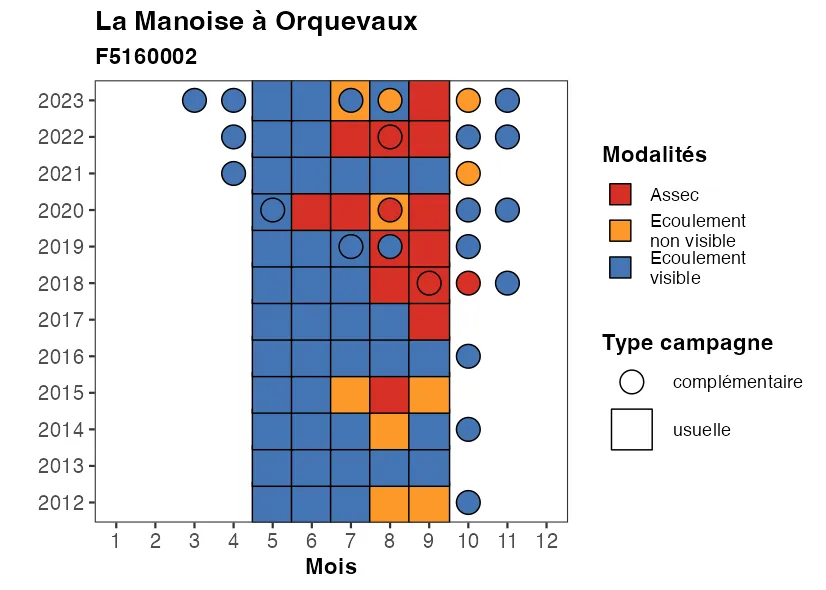 La Manoise à Orquevaux
F5160002
2023
2022
2021
2020
2019
2018
2017
2016
2015
2014
2013
2012
1 2 3 4 5 6 7 8 9 10 11 12
Mois
Modalités
Assec
Ecoulement
non visible
Ecoulement
visible
Type campagne
complémentaire
usuelle